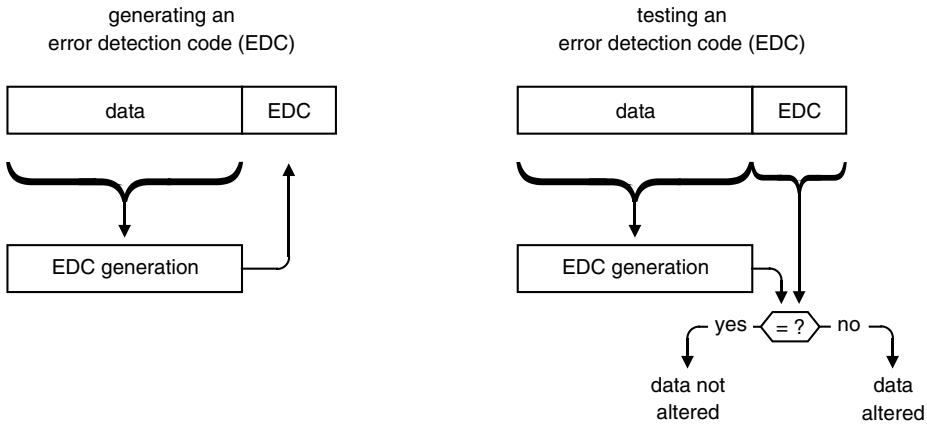 generating an
error detection code (EDC)
data
EDC
EDC generation
testing an
error detection code (EDC)
data
EDC
EDC generation
yes
= ?
no
data not
altered
data
altered